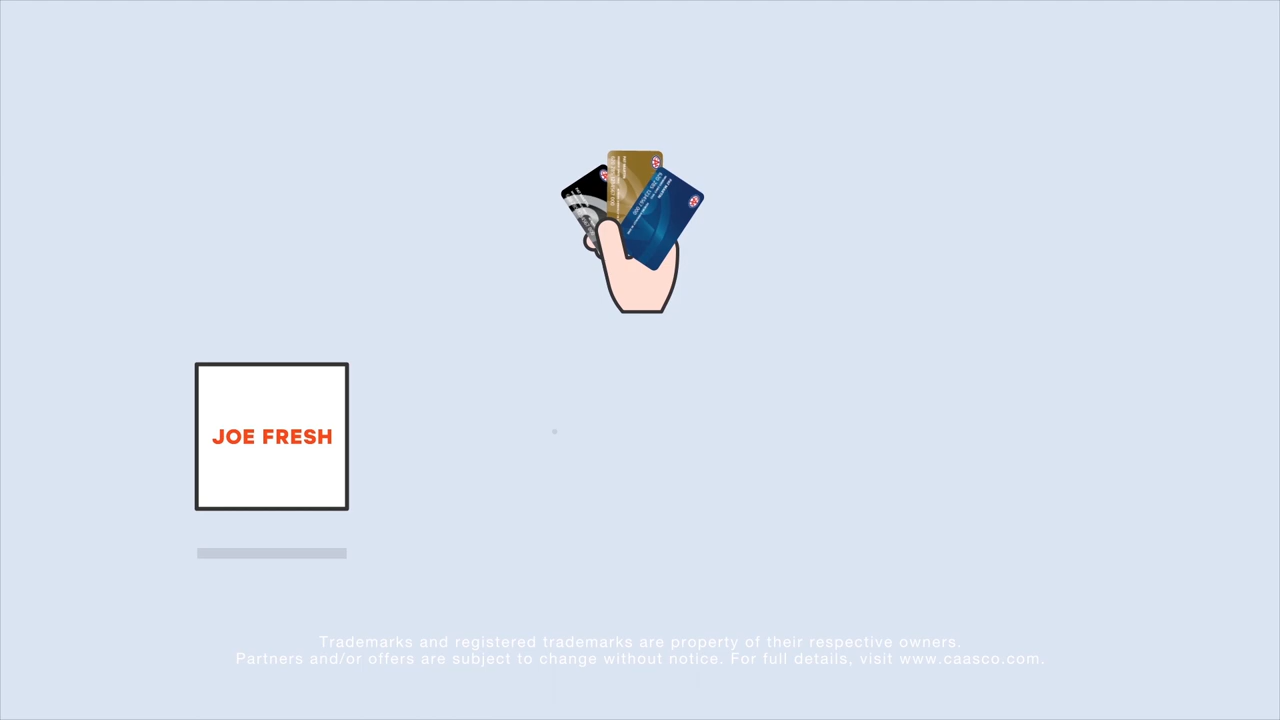 JOE FRESH
Trademarks and registered trademarks are property of their respective owners.
Partners and/or offers are subject to change without notice. For full details, visit www.caasco.com.